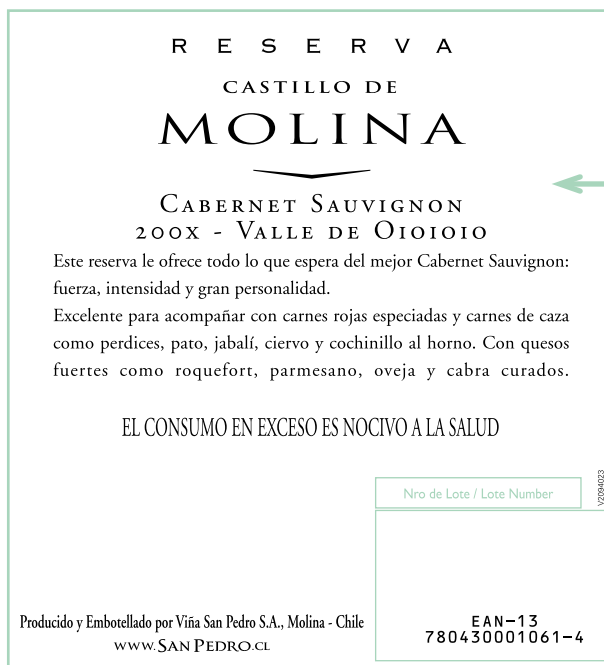 RESERVA
CASTILLO DE
MOLINA
CABERNET SAUVIGNON
200X - VALLE DE OIOIOIO
Este reserva le ofrece todo lo que espera del mejor Cabernet Sauvignon:
fuerza, intensidad y gran personalidad.
Excelente para acompañar con carnes rojas especiadas y carnes de caza
como perdices, pato, jabalí, ciervo y cochinillo al horno. Con quesos
fuertes como roquefort, parmesano, oveja y cabra curados.
EL CONSUMO EN EXCESO ES NOCIVO A LA SALUD
Nro de Lote / Lote Number
V2094023
Producido y Embotellado por Viña San Pedro S.A., Molina - Chile
WWW.SAN PEDRO.CL
EAN-13
780430001061-4